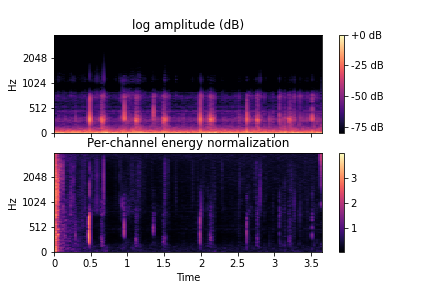 log amplitude (dB)
2048
1024
512
0
Hz
+0 dB
-25 dB
-50 dB
-75 dB
Per-channel energy normalization
2048
1024
512
0
Hz
0
0.5
1
1.5
2
2.5
3
3.5
Time
3
2
1